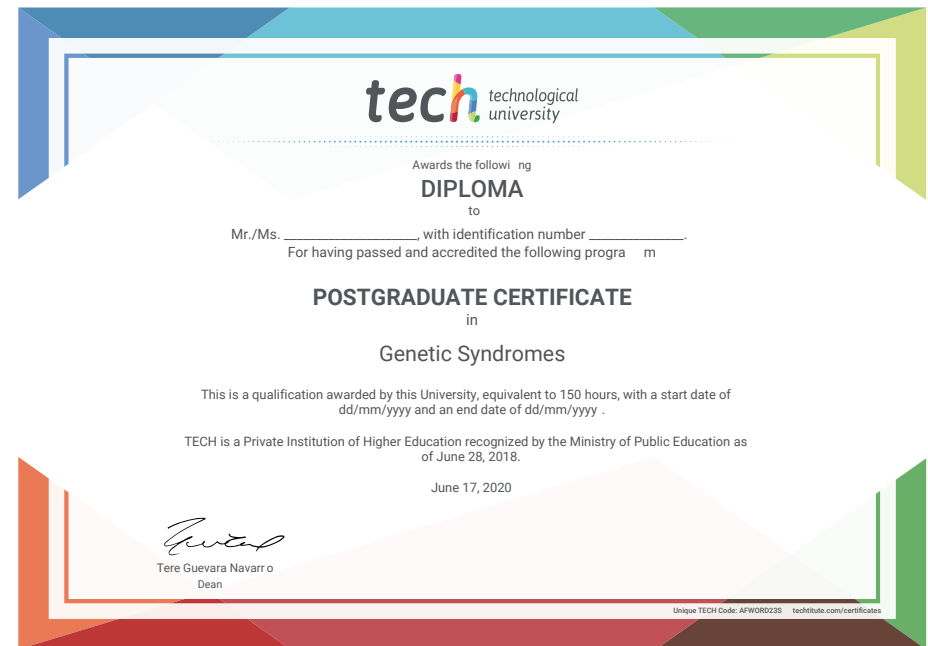 tech technological
university
Awards the followi ng
DIPLOMA
to
Mr./Ms. ____________________, with identification number ______________.
For having passed and accredited the following progra m
POSTGRADUATE CERTIFICATE
in
Genetic Syndromes
This is a qualification awarded by this University, equivalent to 150 hours, with a start date of
dd/mm/yyyy and an end date of dd/mm/yyyy .
TECH is a Private Institution of Higher Education recognized by the Ministry of Public Education as
of June 28, 2018.
June 17, 2020
Tere Guevara Navarr o
Dean
Unique TECH Code: AFWORD23S techtitute.com/certificates